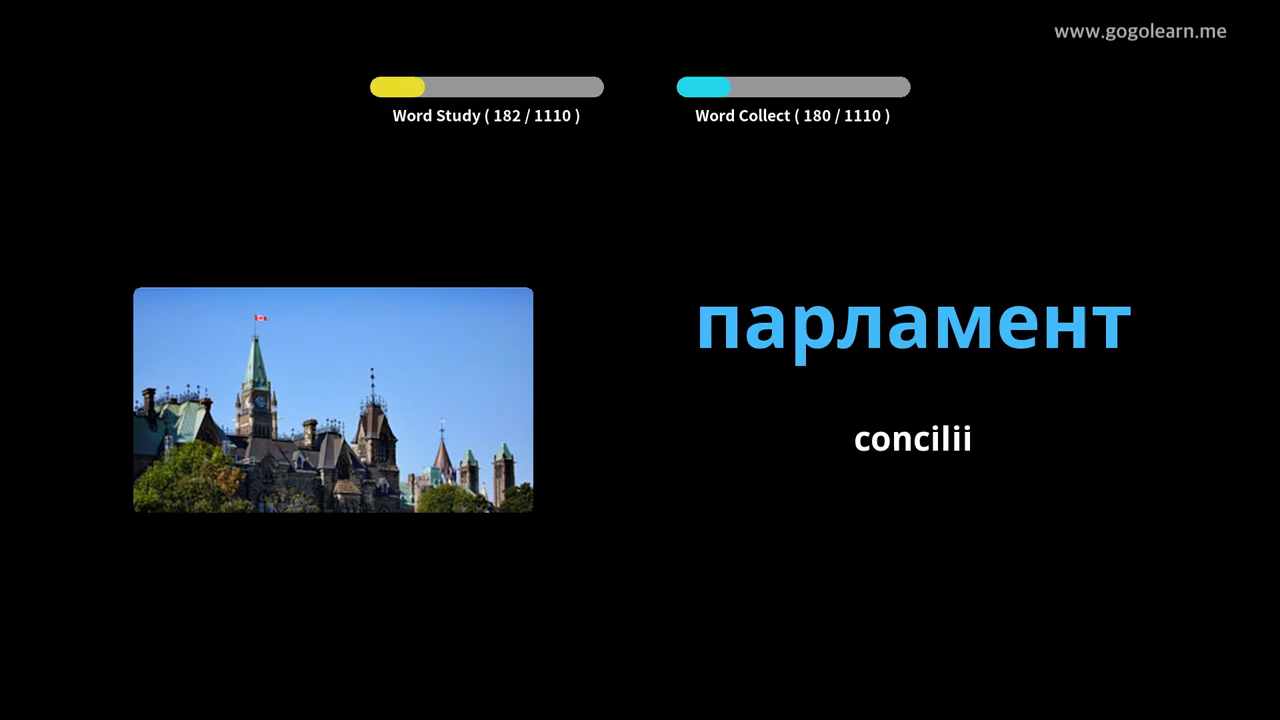 www.gogolearn.me
Word Study ( 182 / 1110 )
Word Collect ( 180 / 1110 )
парламент
concilii